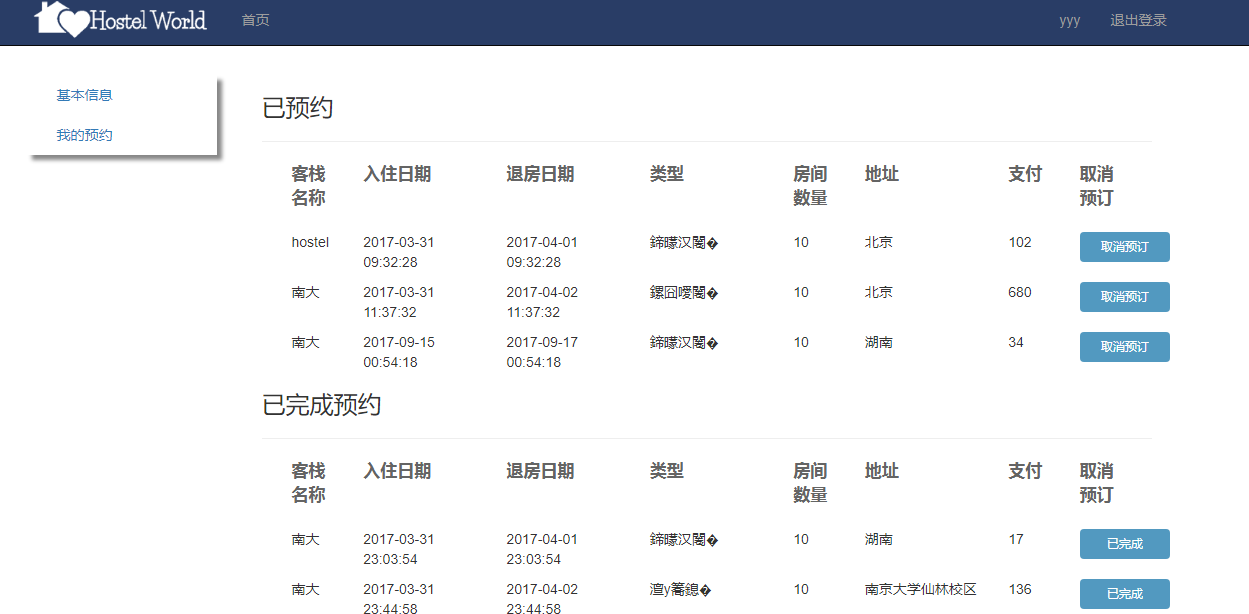 Hostel World 首页 yyy 退出登录
基本信息
我的预约
已预约
客栈名称 入住日期 退房日期 类型 房间数量 地址 支付 取消预订
hostel 2017-03-31 09:32:28 2017-04-01 09:32:28 鍗曚汉闂� 10 北京 102 取消预订
南大 2017-03-31 11:37:32 2017-04-02 11:37:32 鏍囧噯闂� 10 北京 680 取消预订
南大 2017-09-15 00:54:18 2017-09-17 00:54:18 鍗曚汉闂� 10 湖南 34 取消预订
已完成预约
客栈名称 入住日期 退房日期 类型 房间数量 地址 支付 取消预订
南大 2017-03-31 23:03:54 2017-04-01 23:03:54 鍗曚汉闂� 10 湖南 17 已完成
南大 2017-03-31 23:44:58 2017-04-02 23:44:58 10 南京大学仙林校区 136 已完成